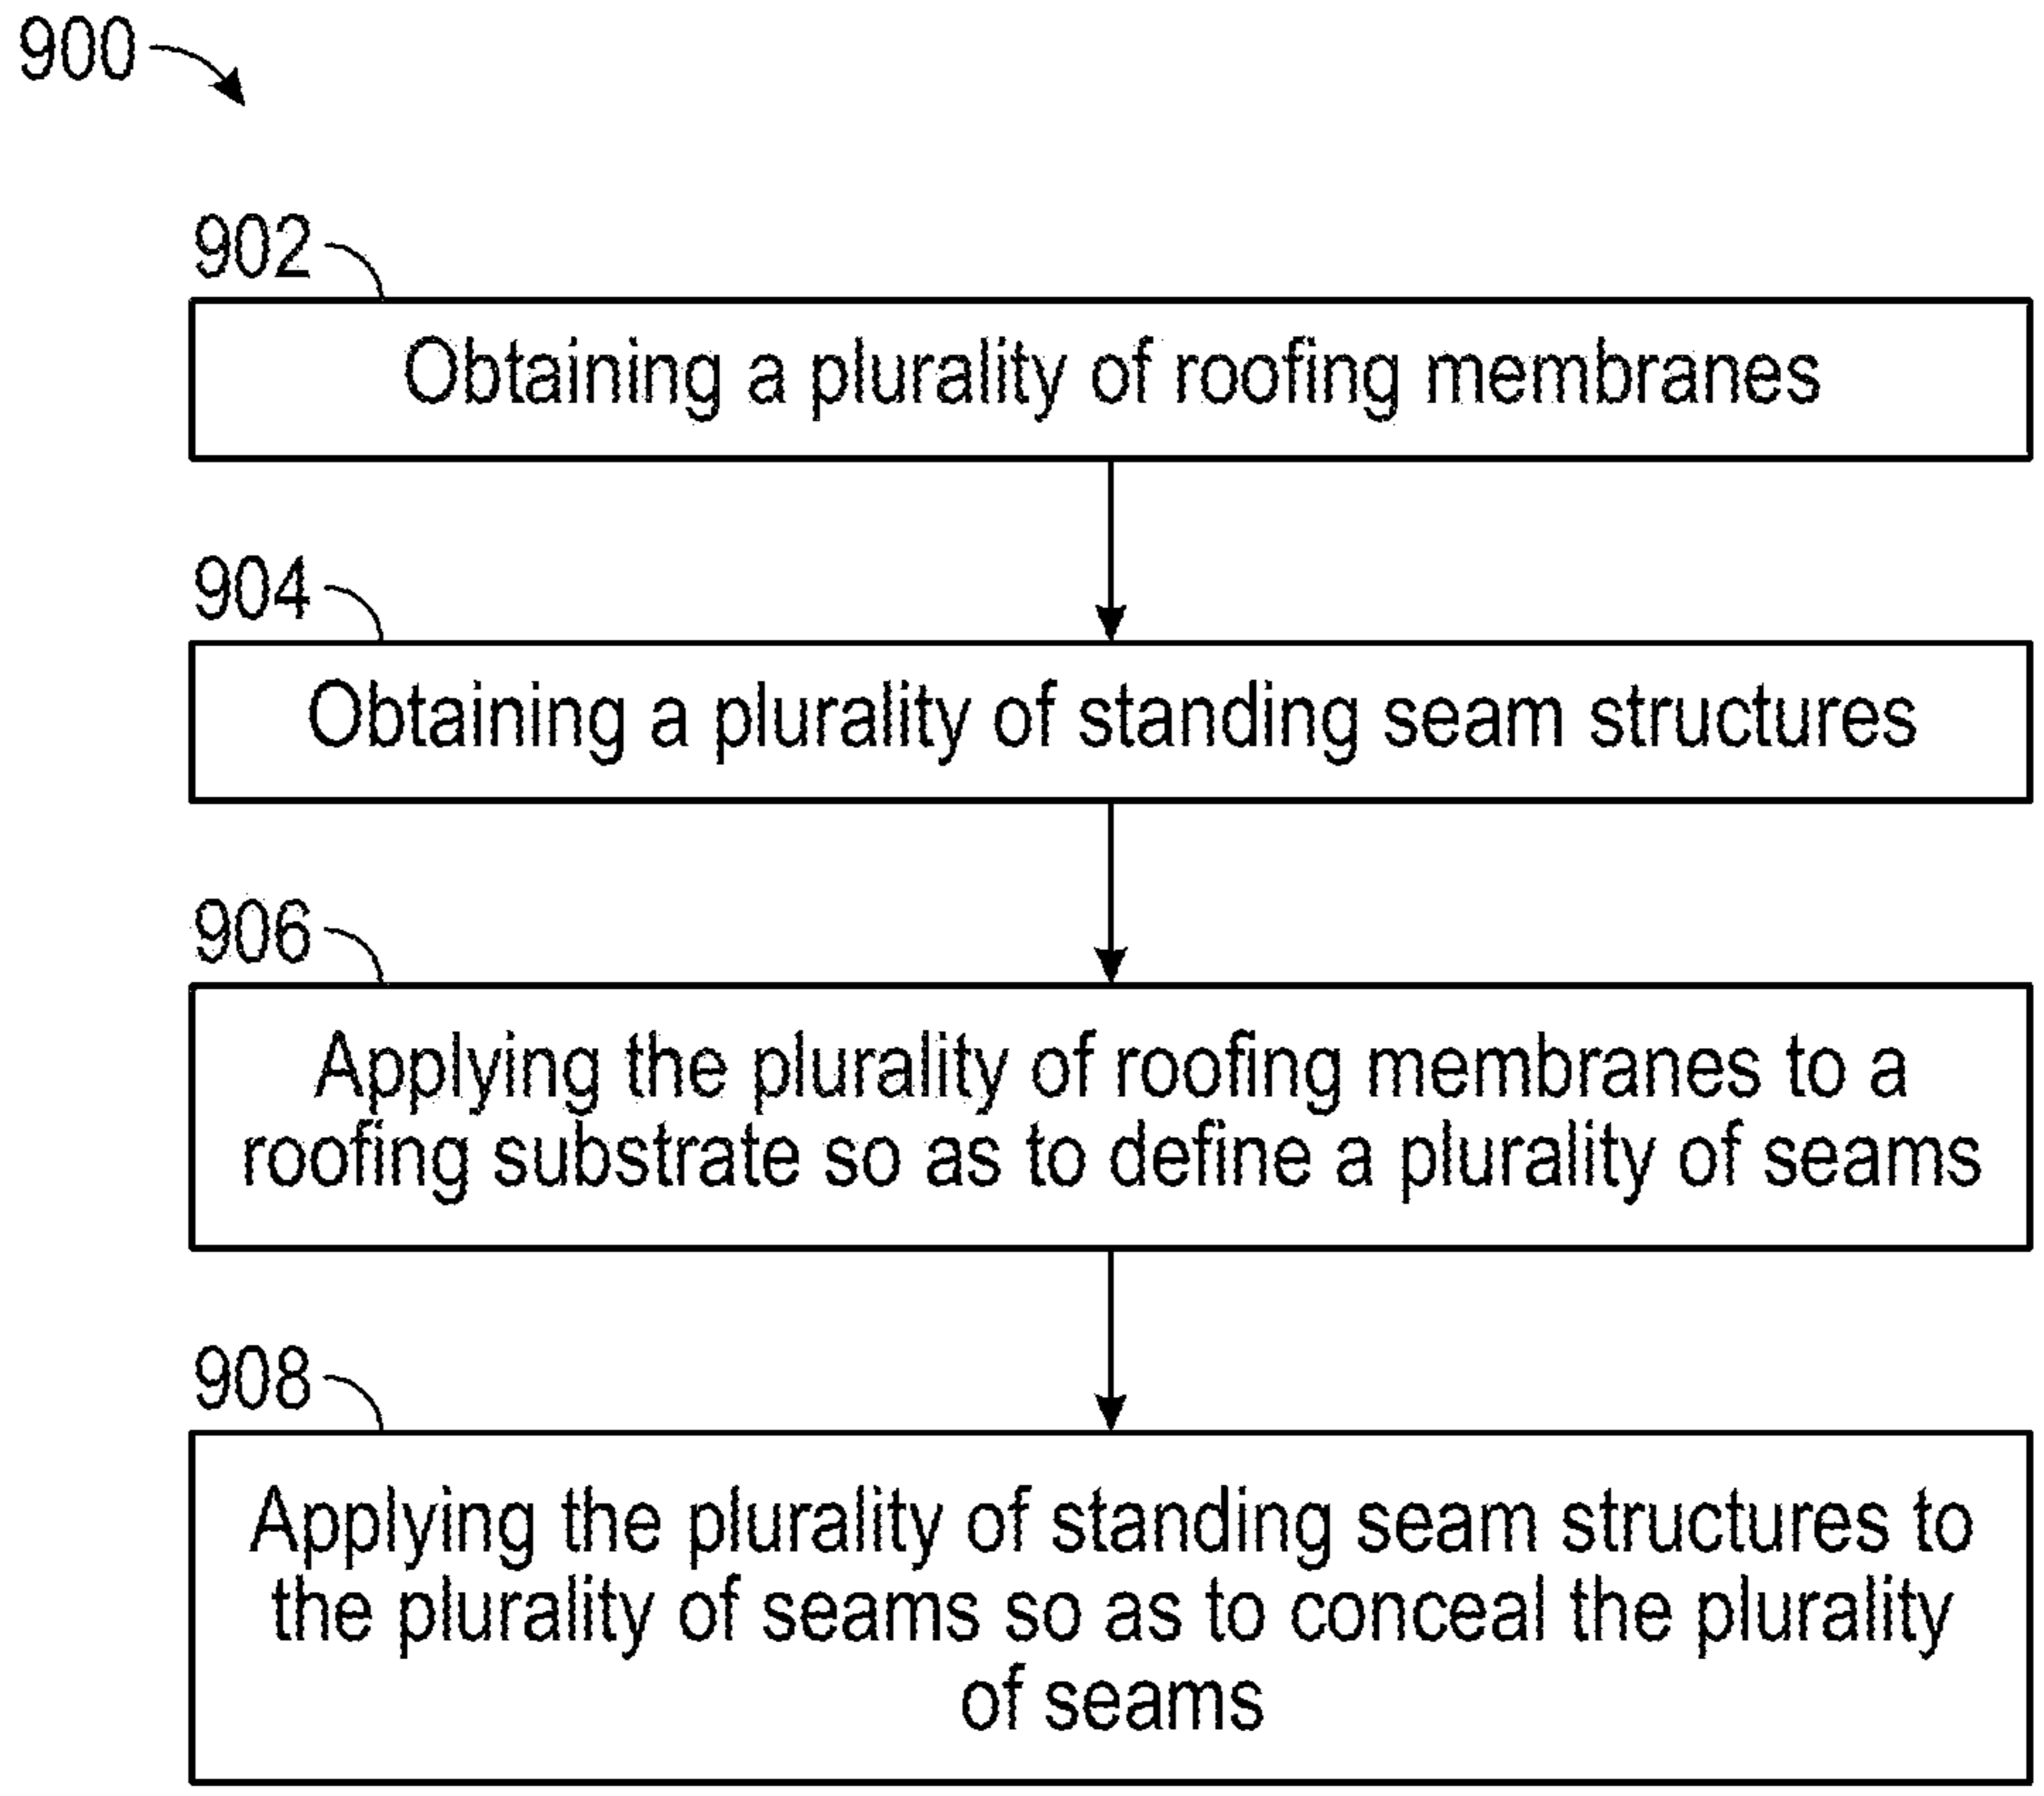 900
902
Obtaining a plurality of roofing membranes
904
Obtaining a plurality of standing seam structures
906
Applying the plurality of roofing membranes to a
roofing substrate so as to define a plurality of seams
908
Applying the plurality of standing seam structures to
the plurality of seams so as to conceal the plurality
of seams